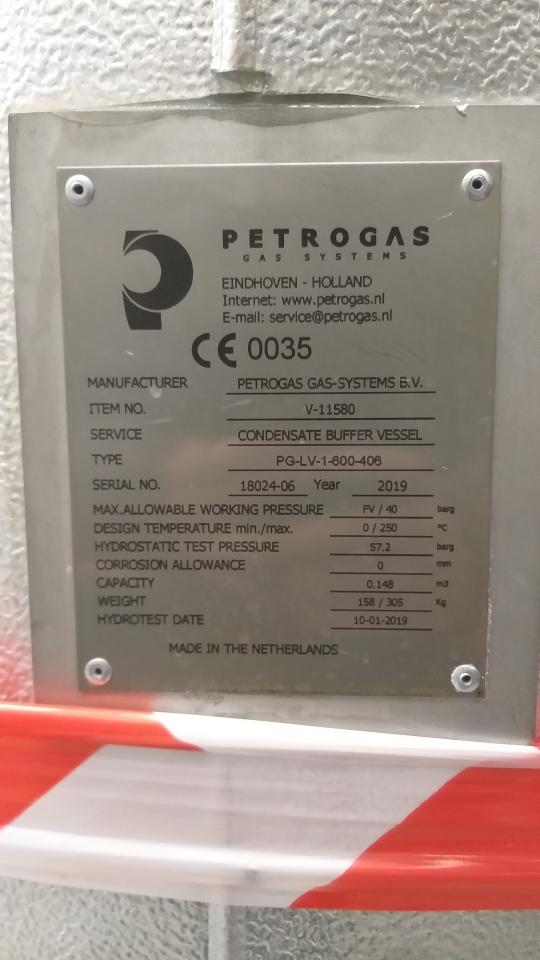 PETROGAS
GAS SYSTEMS
EINDHOVEN - HOLLAND
Internet: www.petrogas.nl
E-mail: service@petrogas.nl
CE 0035
MANUFACTURER PETROGAS GAS-SYSTEMS B.V.
ITEM NO. V-11580
SERVICE CONDENSATE BUFFER VESSEL
TYPE PG-LV-1-600-406
SERIAL NO. 18024-06 Year 2019
MAX.ALLOWABLE WORKING PRESSURE FV / 40 barg
DESIGN TEMPERATURE min./max. 0 / 250 °C
HYDROSTATIC TEST PRESSURE 57.2 barg
CORROSION ALLOWANCE 0 mm
CAPACITY 0.148 m3
WEIGHT 158 / 305 Kg
HYDROTEST DATE 10-01-2019
MADE IN THE NETHERLANDS